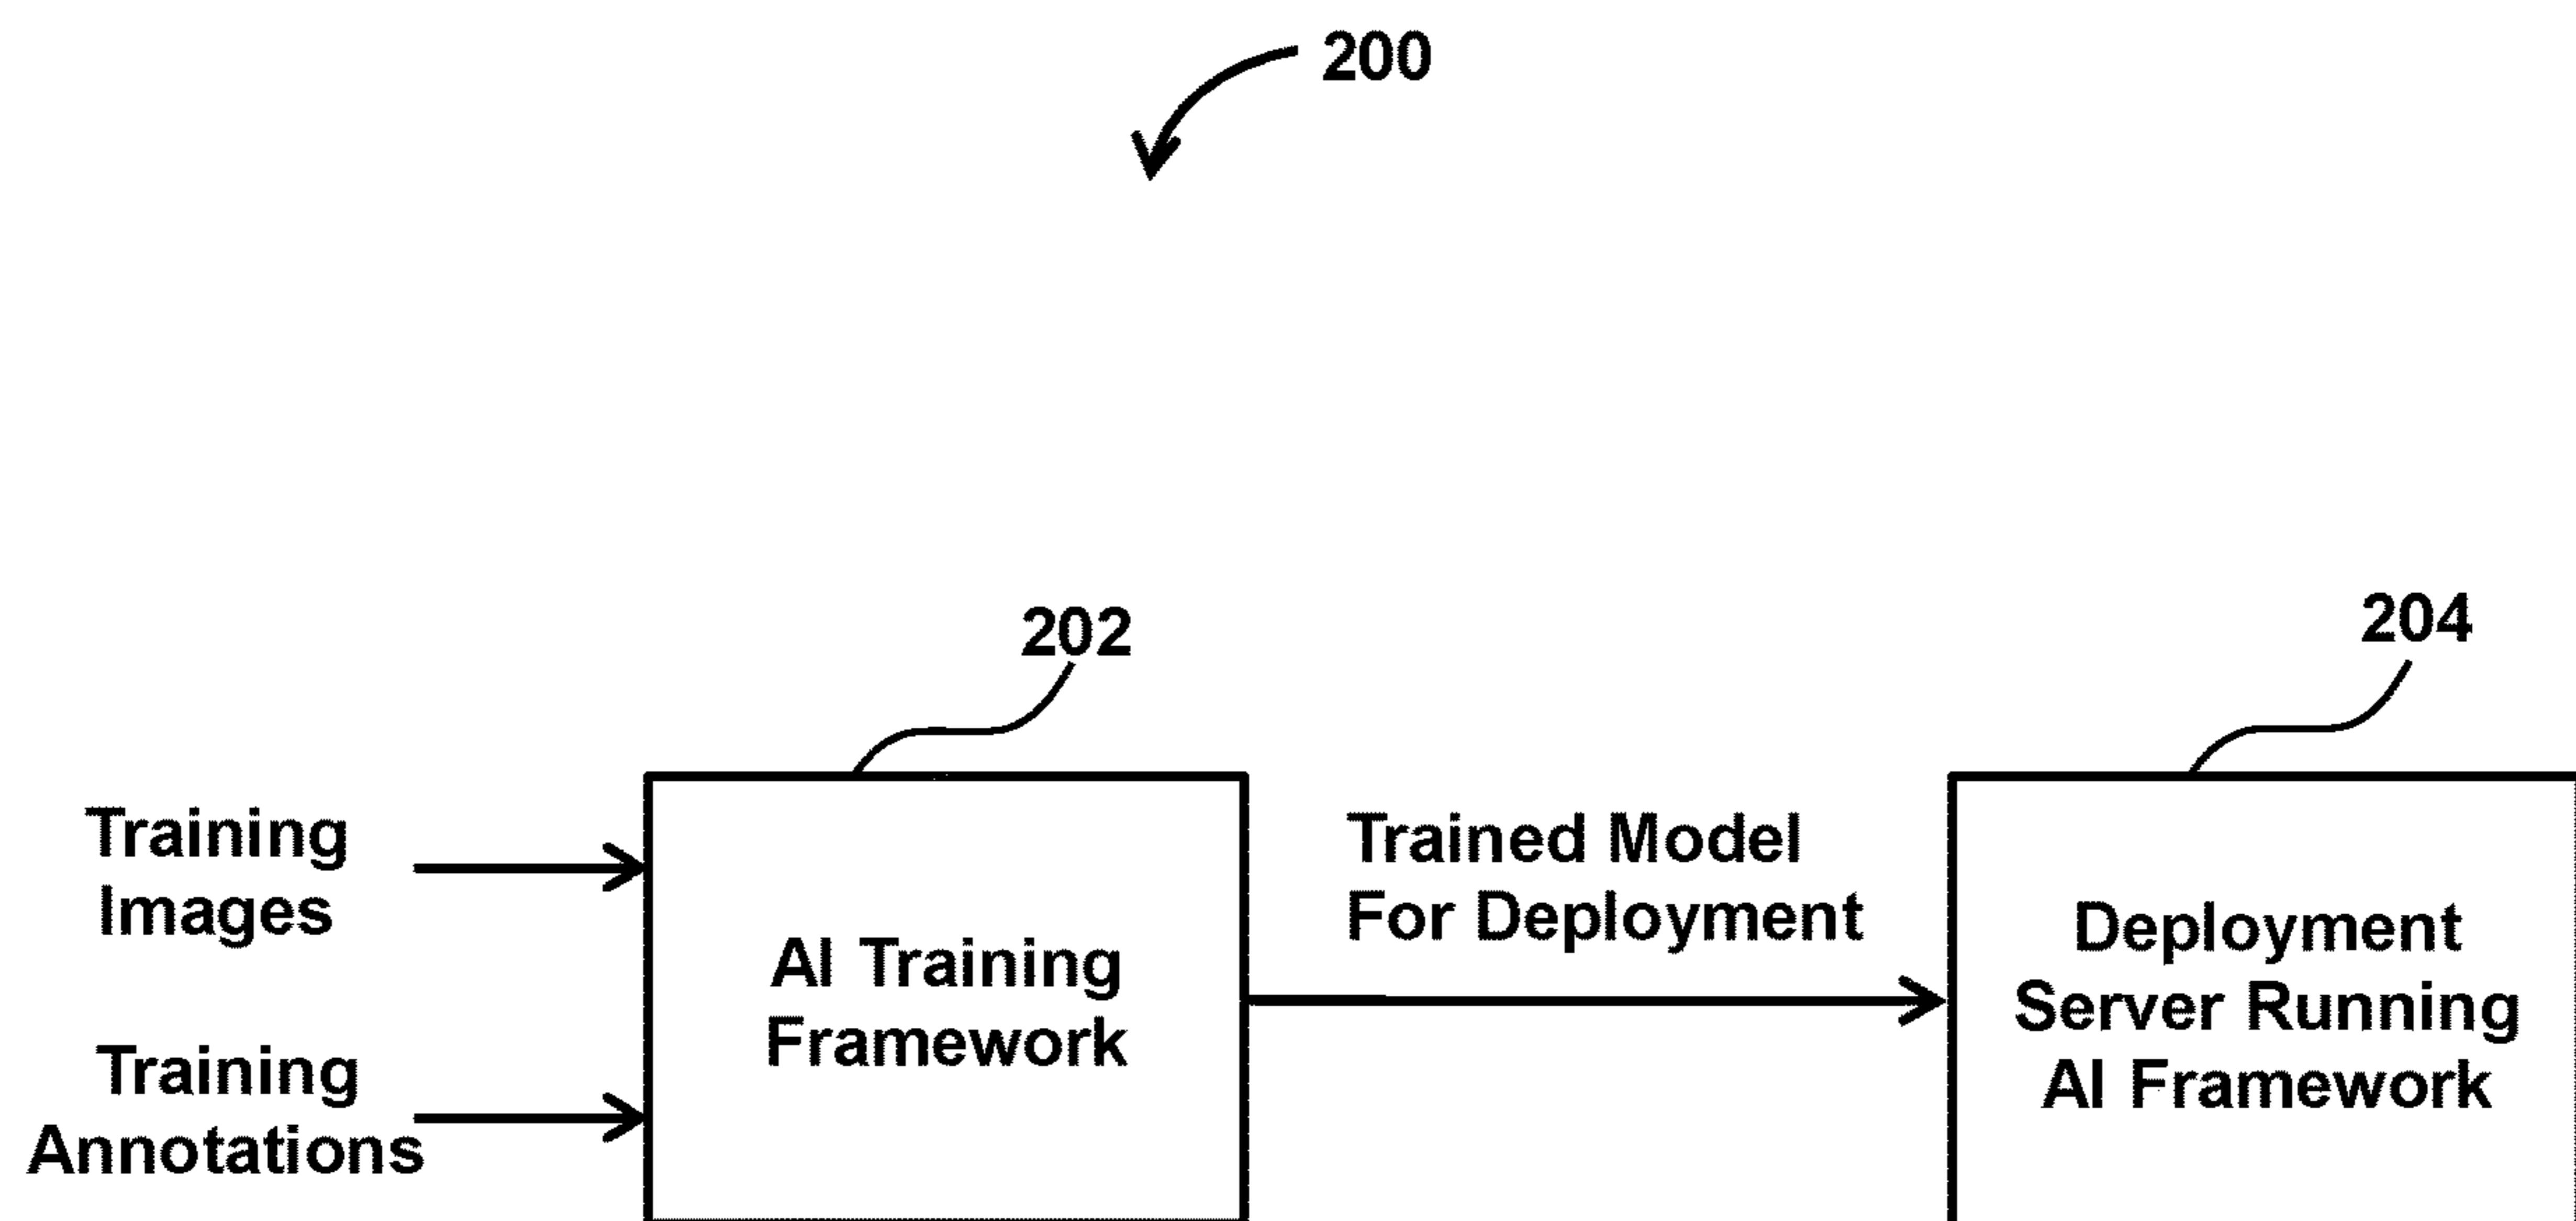 200
202
204
Training
Images
Training
Annotations
AI Training
Framework
Trained Model
For Deployment
Deployment
Server Running
AI Framework